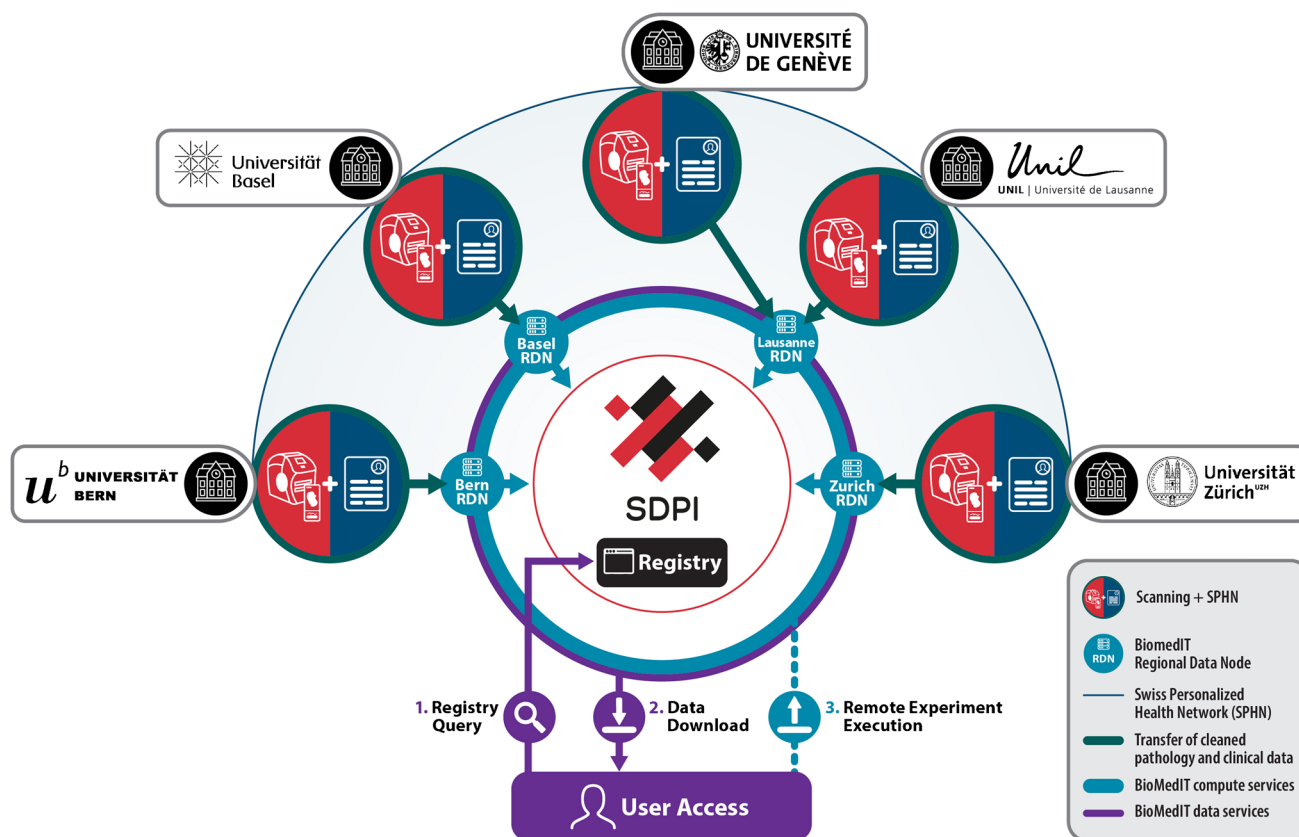 UNIVERSITÉ
DE GENÈVE
Universität
Basel
Unil
UNIL | Université de Lausanne
Basel
RDN
Lausanne
RDN
u^b UNIVERSITÄT
BERN
Bern
RDN
Zurich
RDN
Universität
Zürich^UZH
SDPI
Registry
1. Registry
Query
2. Data
Download
3. Remote Experiment
Execution
User Access
Scanning + SPHN
RDN
BiomedIT
Regional Data Node
Swiss Personalized
Health Network (SPHN)
Transfer of cleaned
pathology and clinical data
BioMedIT compute services
BioMedIT data services